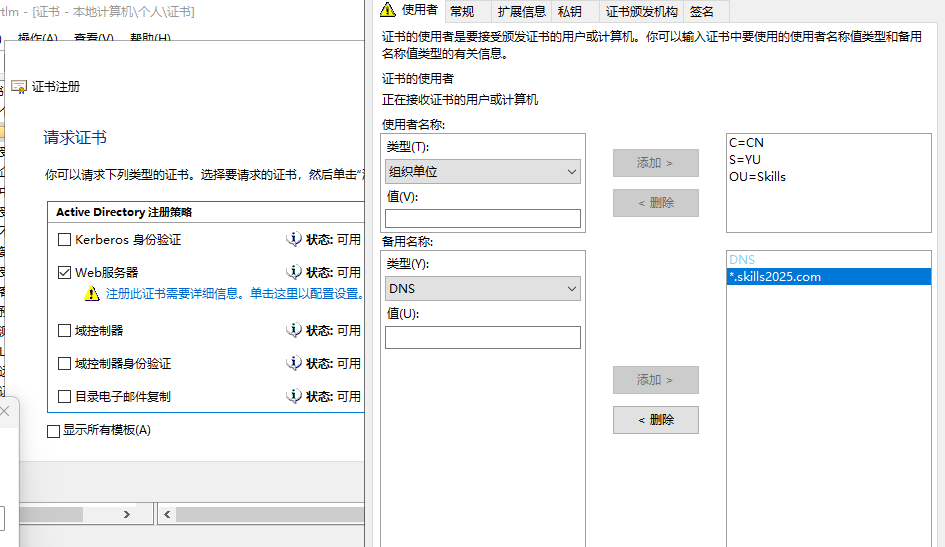 rtlm - [证书 - 本地计算机\个人\证书]
操作(A) 查看(V) 帮助(H)
证书注册
请求证书
你可以请求下列类型的证书。选择要请求的证书，然后单击"
Active Directory 注册策略
Kerberos 身份验证
状态: 可用
Web服务器
状态: 可用
注册此证书需要详细信息。单击这里以配置设置。
域控制器
状态: 可用
域控制器身份验证
状态: 可用
目录电子邮件复制
状态: 可用
显示所有模板(A)
使用者 常规 扩展信息 私钥 证书颁发机构 签名
证书的使用者是要接受颁发证书的用户或计算机。你可以输入证书中要使用的使用者名称值类型和备用
名称值类型的有关信息。
证书的使用者
正在接收证书的用户或计算机
使用者名称:
类型(T):
组织单位
值(V):
添加 >
< 删除
C=CN
S=YU
OU=Skills
备用名称:
类型(Y):
DNS
值(U):
添加 >
< 删除
DNS
*.skills2025.com